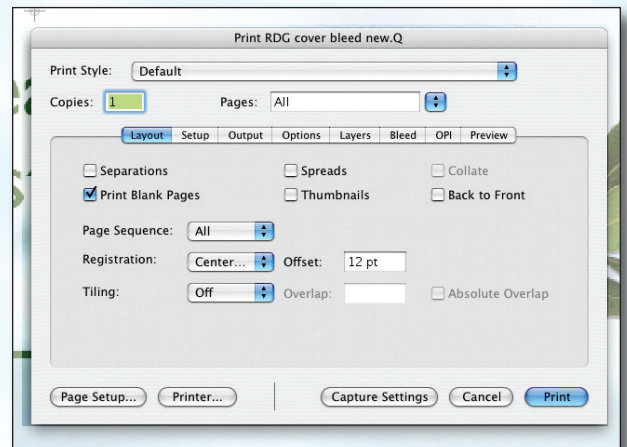 Print RDG cover bleed new.Q
Print Style: Default
Copies: 1 Pages: All
Layout Setup Output Options Layers Bleed OPI Preview
Separations Spreads Collate
Print Blank Pages Thumbnails Back to Front
Page Sequence: All
Registration: Center... Offset: 12 pt
Tiling: Off Overlap: Absolute Overlap
Page Setup... Printer... Capture Settings Cancel Print